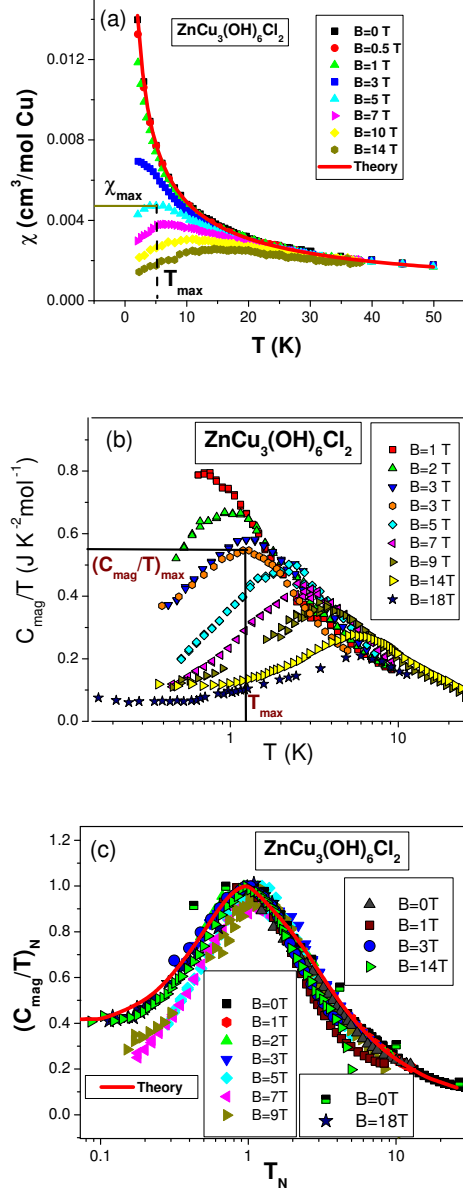 (a)
ZnCu3(OH)6Cl2
B=0 T
B=0.5 T
B=1 T
B=3 T
B=5 T
B=7 T
B=10 T
B=14 T
Theory
χ (cm3/mol Cu)
0.012
0.008
0.004
0.000
χmax
Tmax
0 5 10 15 20 25 30 35 40 45 50
T (K)
(b)
ZnCu3(OH)6Cl2
B=1 T
B=2 T
B=3 T
B=3 T
B=5 T
B=7 T
B=9 T
B=14T
B=18T
Cmag/T (J K-2mol-1)
0.8
0.6
0.4
0.2
0.0
(Cmag/T)max
Tmax
1 10
T (K)
(c)
ZnCu3(OH)6Cl2
B=0T
B=1T
B=3T
B=14T
(Cmag/T)N
1.2
1.0
0.8
0.6
0.4
0.2
0.0
B=0T
B=1T
B=2T
B=3T
B=5T
B=7T
B=9T
Theory
B=0T
B=18T
0.1 1 10
TN